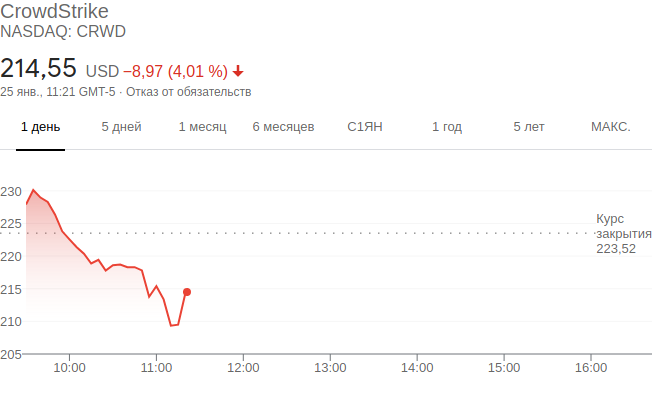 CrowdStrike
NASDAQ: CRWD
214,55 USD −8,97 (4,01 %)
25 янв., 11:21 GMT-5 · Отказ от обязательств
1 день 5 дней 1 месяц 6 месяцев С1ЯН 1 год 5 лет МАКС.
230
225
220
215
210
205
Курс
закрытия
223,52
10:00 11:00 12:00 13:00 14:00 15:00 16:00